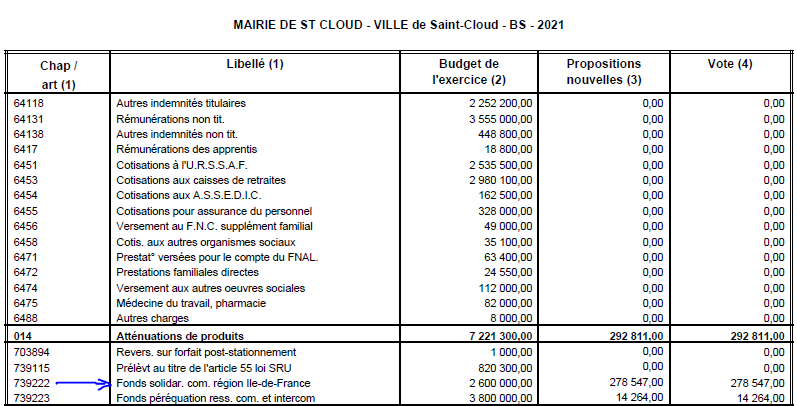 MAIRIE DE ST CLOUD - VILLE de Saint-Cloud - BS - 2021
Chap / art (1) Libellé (1) Budget de l'exercice (2) Propositions nouvelles (3) Vote (4)
64118 Autres indemnités titulaires 2 252 200,00 0,00 0,00
64131 Rémunérations non tit. 3 555 000,00 0,00 0,00
64138 Autres indemnités non tit. 448 800,00 0,00 0,00
6417 Rémunérations des apprentis 18 800,00 0,00 0,00
6451 Cotisations à l'U.R.S.S.A.F. 2 535 500,00 0,00 0,00
6453 Cotisations aux caisses de retraites 2 980 100,00 0,00 0,00
6454 Cotisations aux A.S.S.E.D.I.C. 162 500,00 0,00 0,00
6455 Cotisations pour assurance du personnel 328 000,00 0,00 0,00
6456 Versement au F.N.C. supplément familial 49 000,00 0,00 0,00
6458 Cotis. aux autres organismes sociaux 35 100,00 0,00 0,00
6471 Prestat° versées pour le compte du FNAL. 63 400,00 0,00 0,00
6472 Prestations familiales directes 24 550,00 0,00 0,00
6474 Versement aux autres oeuvres sociales 112 000,00 0,00 0,00
6475 Médecine du travail, pharmacie 82 000,00 0,00 0,00
6488 Autres charges 8 000,00 0,00 0,00
014 Atténuations de produits 7 221 300,00 292 811,00 292 811,00
703894 Revers. sur forfait post-stationnement 1 000,00 0,00 0,00
739115 Prélèvt au titre de l'article 55 loi SRU 820 300,00 0,00 0,00
739222 Fonds solidar. com. région Ile-de-France 2 600 000,00 278 547,00 278 547,00
739223 Fonds péréquation ress. com. et intercom 3 800 000,00 14 264,00 14 264,00